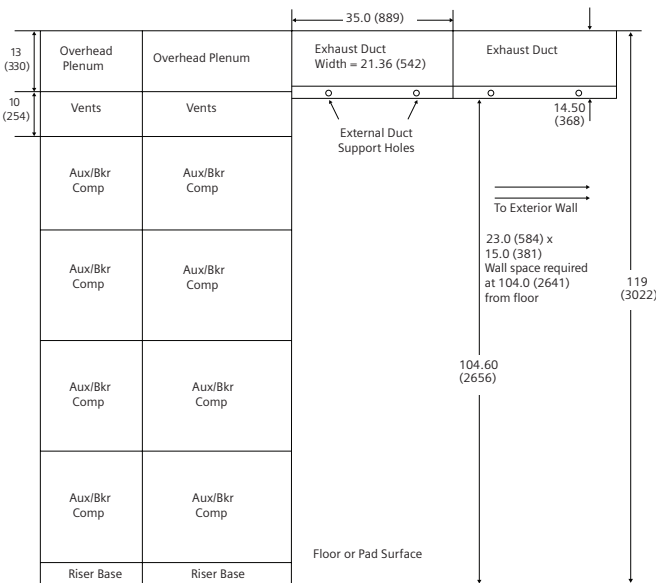 35.0 (889)
13
(330)
Overhead
Plenum
Overhead Plenum
Exhaust Duct
Width = 21.36 (542)
Exhaust Duct
10
(254)
Vents
Vents
14.50
(368)
External Duct
Support Holes
Aux/Bkr
Comp
Aux/Bkr
Comp
To Exterior Wall
23.0 (584) x
15.0 (381)
Wall space required
at 104.0 (2641)
from floor
119
(3022)
Aux/Bkr
Comp
Aux/Bkr
Comp
104.60
(2656)
Aux/Bkr
Comp
Aux/Bkr
Comp
Aux/Bkr
Comp
Aux/Bkr
Comp
Floor or Pad Surface
Riser Base
Riser Base